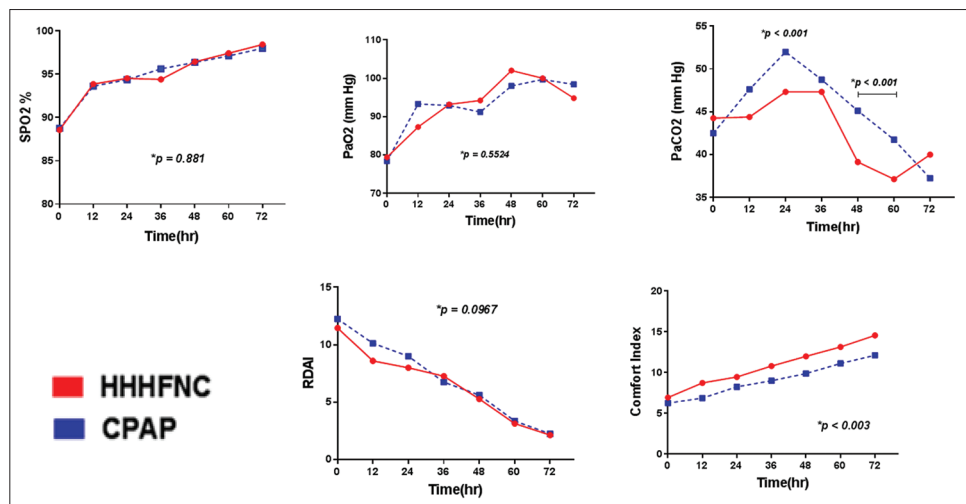 100
95
90
85
80
SPO2 %
*p = 0.881
0 12 24 36 48 60 72
Time(hr)
110
100
90
80
70
PaO2 (mm Hg)
*p = 0.5524
0 12 24 36 48 60 72
Time(hr)
55
50
45
40
35
PaCO2 (mm Hg)
*p < 0.001
*p < 0.001
0 12 24 36 48 60 72
Time(hr)
HHHFNC
CPAP
15
10
5
0
RDAI
*p = 0.0967
0 12 24 36 48 60 72
Time(hr)
20
15
10
5
0
Comfort Index
*p < 0.003
0 12 24 36 48 60 72
Time(hr)